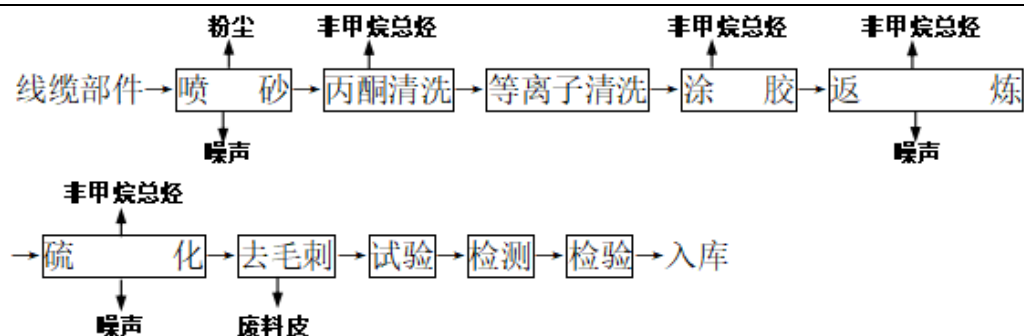 粉尘 非甲烷总烃 非甲烷总烃 非甲烷总烃
线缆部件 喷砂 丙酮清洗 等离子清洗 涂胶 返炼
噪声 噪声
非甲烷总烃
硫化 去毛刺 试验 检测 检验 入库
噪声 废料皮